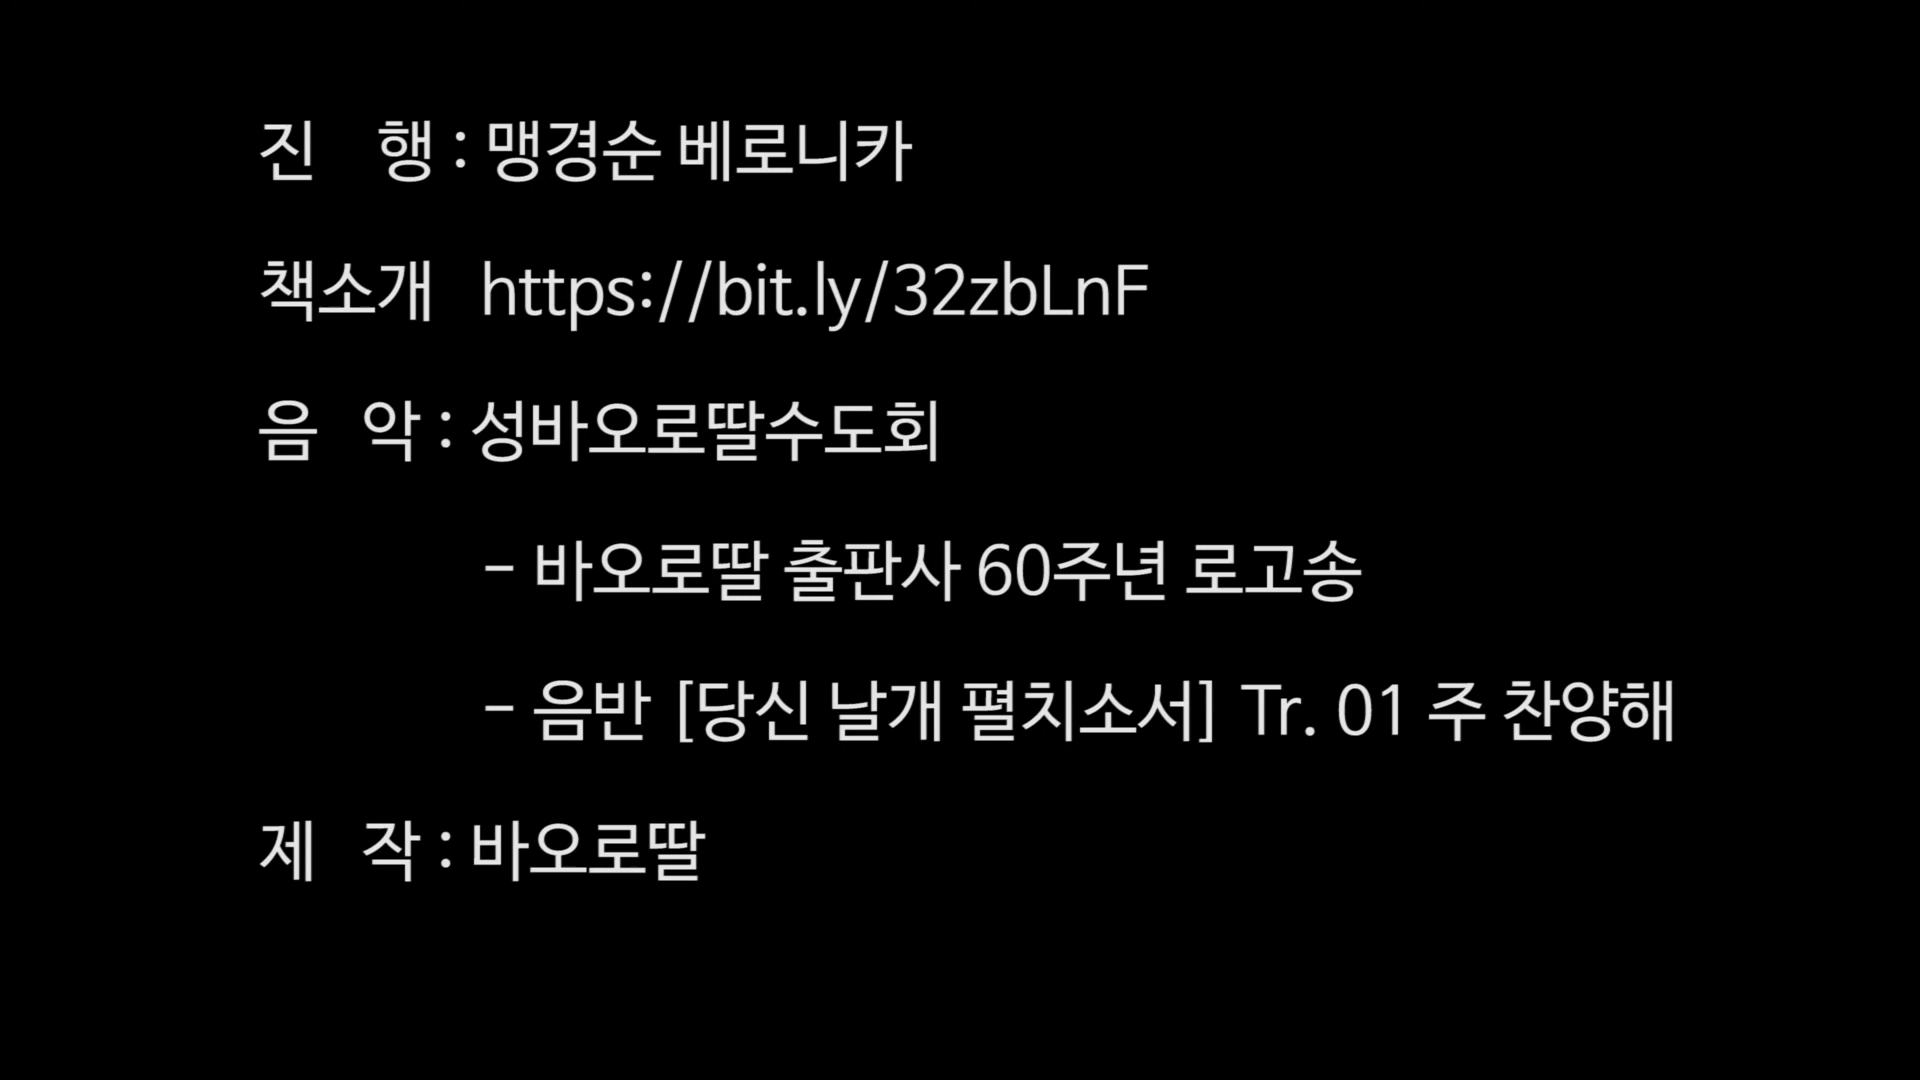 진 행 : 맹경순 베로니카
책소개 https://bit.ly/32zbLnF
음 악 : 성바오로딸수도회
- 바오로딸 출판사 60주년 로고송
- 음반 [당신 날개 펼치소서] Tr. 01 주 찬양해
제 작 : 바오로딸